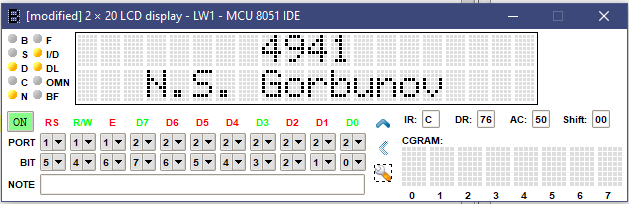 [modified] 2 × 20 LCD display - LW1 - MCU 8051 IDE
B F
S I/D
D DL
C OMN
N BF
4941
N.S. Gorbunov
ON RS R/W E D7 D6 D5 D4 D3 D2 D1 D0
PORT 1 1 1 2 2 2 2 2 2 2 2
BIT 5 4 6 7 6 5 4 3 2 1 0
NOTE
IR: C DR: 76 AC: 50 Shift: 00
CGRAM:
0 1 2 3 4 5 6 7